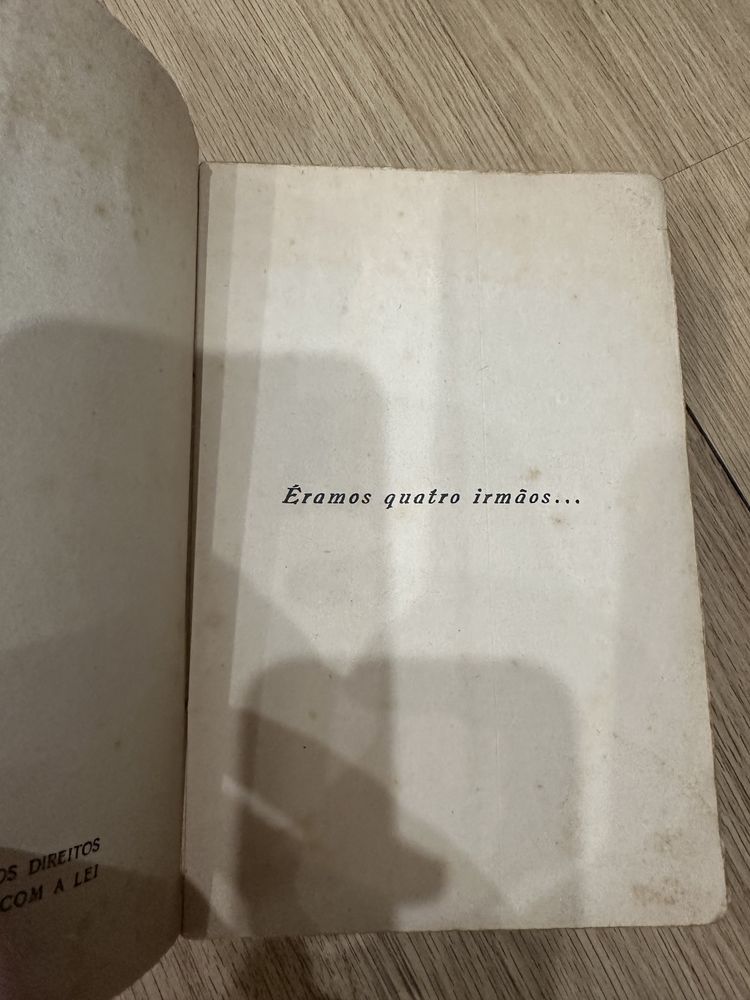 OS DIREITOS
COM A LEI
Éramos quatro irmãos...